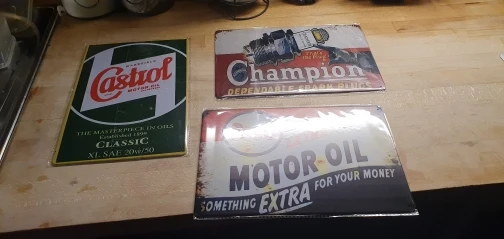 WAKEFIELD
Castrol
MOTOR OIL
THE MASTERPIECE IN OILS
Established 1899
CLASSIC
XL SAE 20w/50
Champion
DEPENDABLE SPARK PLUGS
MOTOR OIL
SOMETHING EXTRA FOR YOUR MONEY